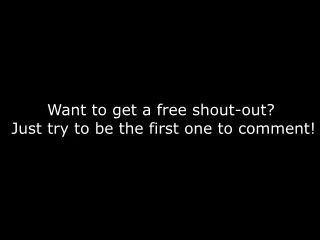 Want to get a free shout-out?
Just try to be the first one to comment!